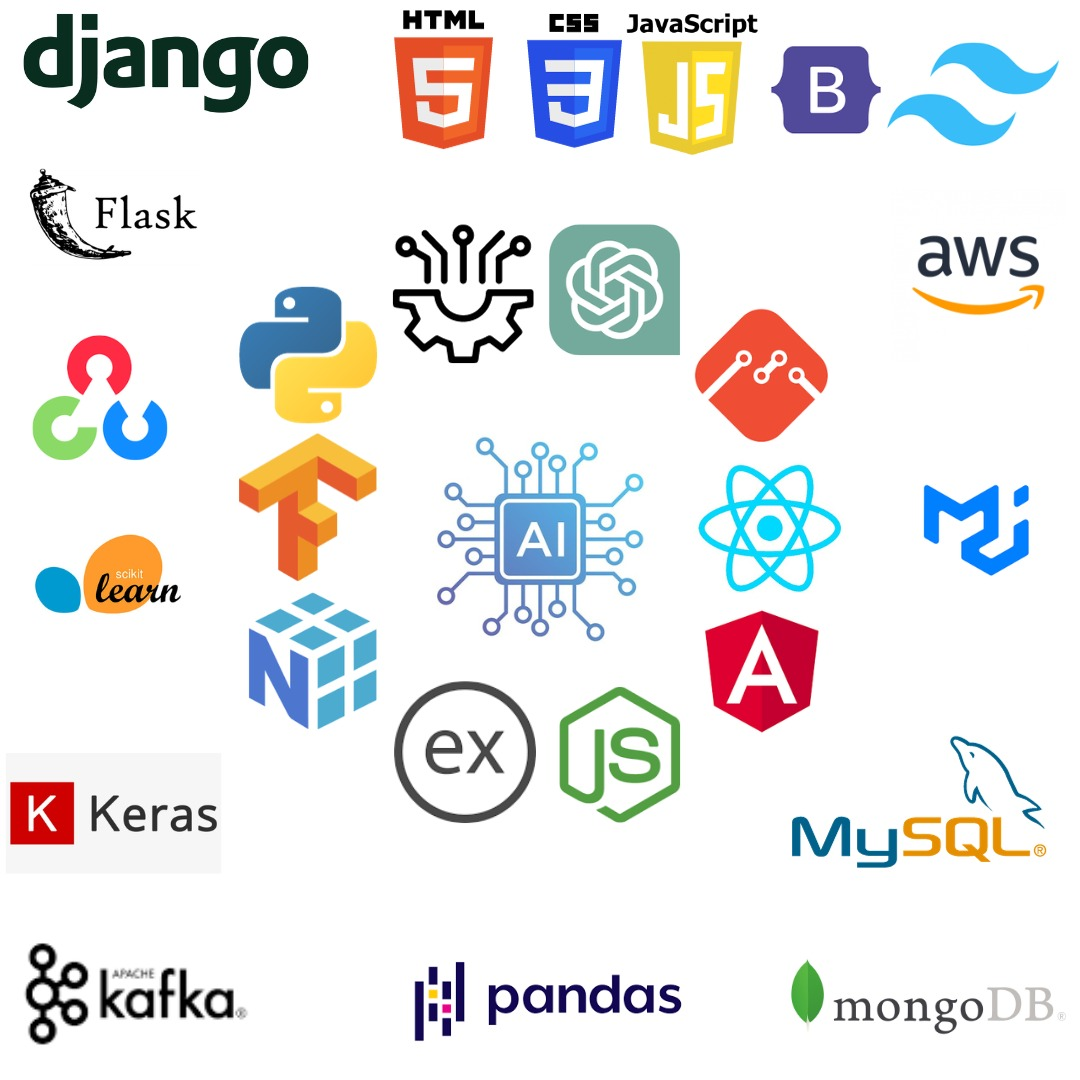 django
HTML
5
CSS
3
JavaScript
JS
B
Flask
aws
AI
scikit
learn
N
A
ex
JS
K Keras
MySQL®
APACHE
kafka®
pandas
mongoDB®